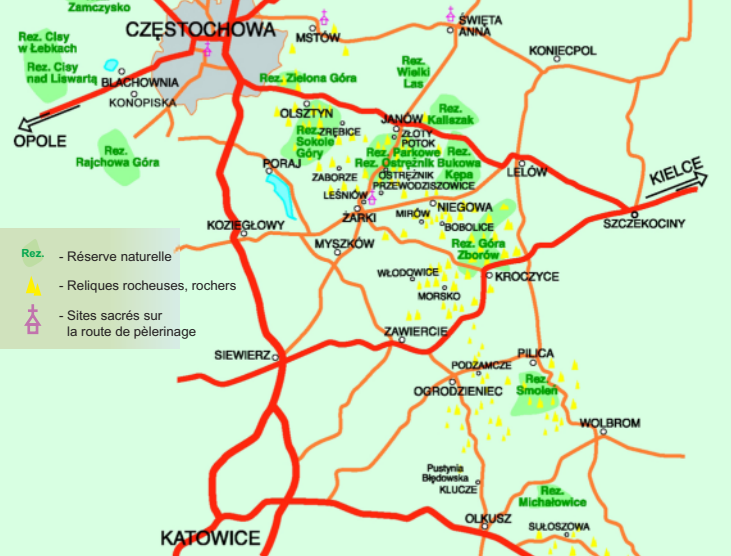 Rez.
Zamczysko
CZĘSTOCHOWA
MSTÓW
ŚWIĘTA
ANNA
KONIECPOL
Rez. Cisy
w Łebkach
Rez. Cisy
nad Liswartą
BLACHOWNIA
KONOPISKA
OPOLE
Rez. Zielona Góra
Rez.
Wielki
Las
OLSZTYN
ZRĘBICE
Rez.
Sokole
Góry
JANÓW
Rez.
Kaliszak
ZŁOTY
POTOK
Rez. Parkowe
Rez. Ostrężnik
Rez.
Bukowa
Kępa
Rez.
Rajchowa Góra
PORAJ
ZABORZE
OSTRĘŻNIK
PRZEWODZISZOWICE
LELÓW
KIELCE
LEŚNIÓW
ŻARKI
MIRÓW
NIEGOWA
BOBOLICE
SZCZEKOCINY
KOZIEGŁOWY
MYSZKÓW
Rez. Góra
Zborów
Rez.
- Réserve naturelle
- Reliques rocheuses, rochers
- Sites sacrés sur
la route de pèlerinage
WŁODOWICE
MORSKO
KROCZYCE
ZAWIERCIE
SIEWIERZ
PODZAMCZE
PILICA
OGRODZIENIEC
Rez.
Smoleń
WOLBROM
Pustynia
Błędowska
KLUCZE
Rez.
Michałowice
OLKUSZ
SUŁOSZOWA
KATOWICE